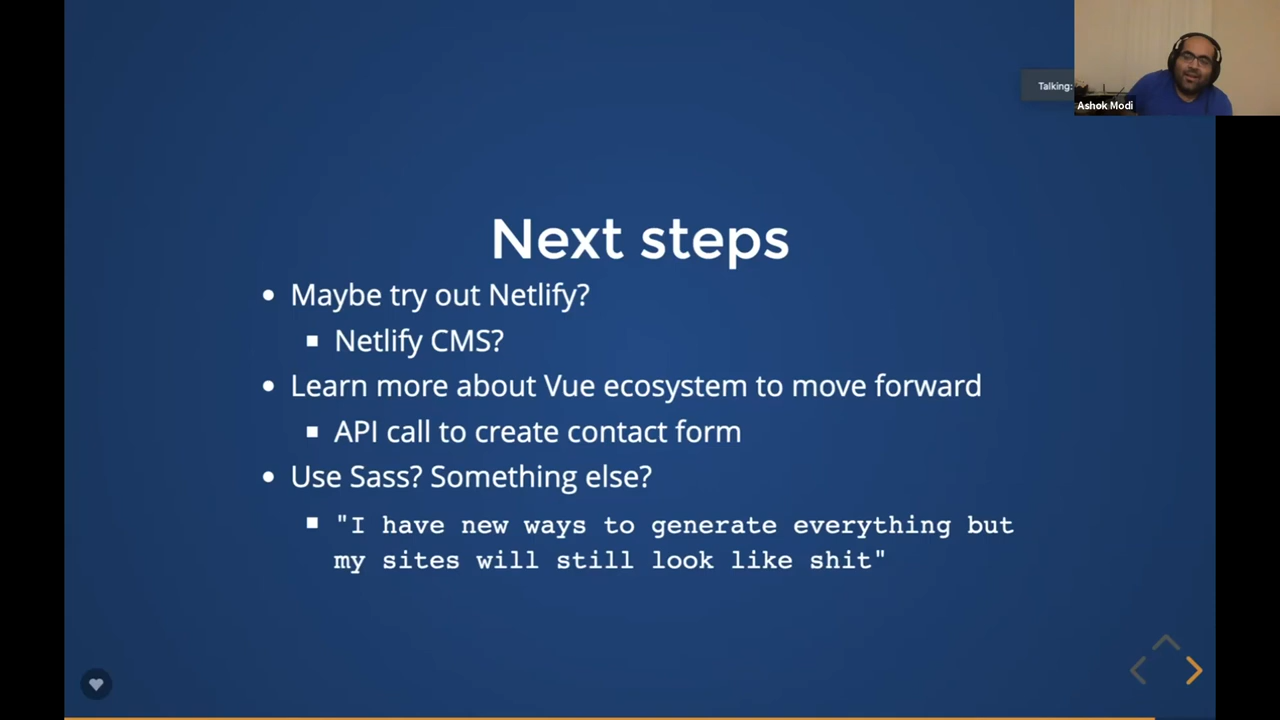 Talking:
Ashok Modi
Next steps
Maybe try out Netlify?
Netlify CMS?
Learn more about Vue ecosystem to move forward
API call to create contact form
Use Sass? Something else?
"I have new ways to generate everything but
my sites will still look like shit"